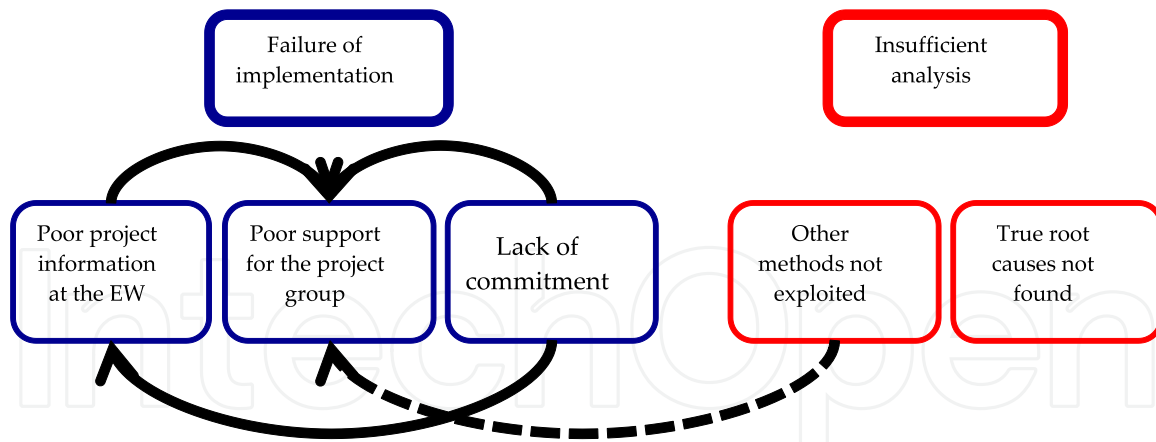 Failure of
implementation
Insufficient
analysis
Poor project
information
at the EW
Poor support
for the project
group
Lack of
commitment
Other
methods not
exploited
True root
causes not
found
IntechOpen